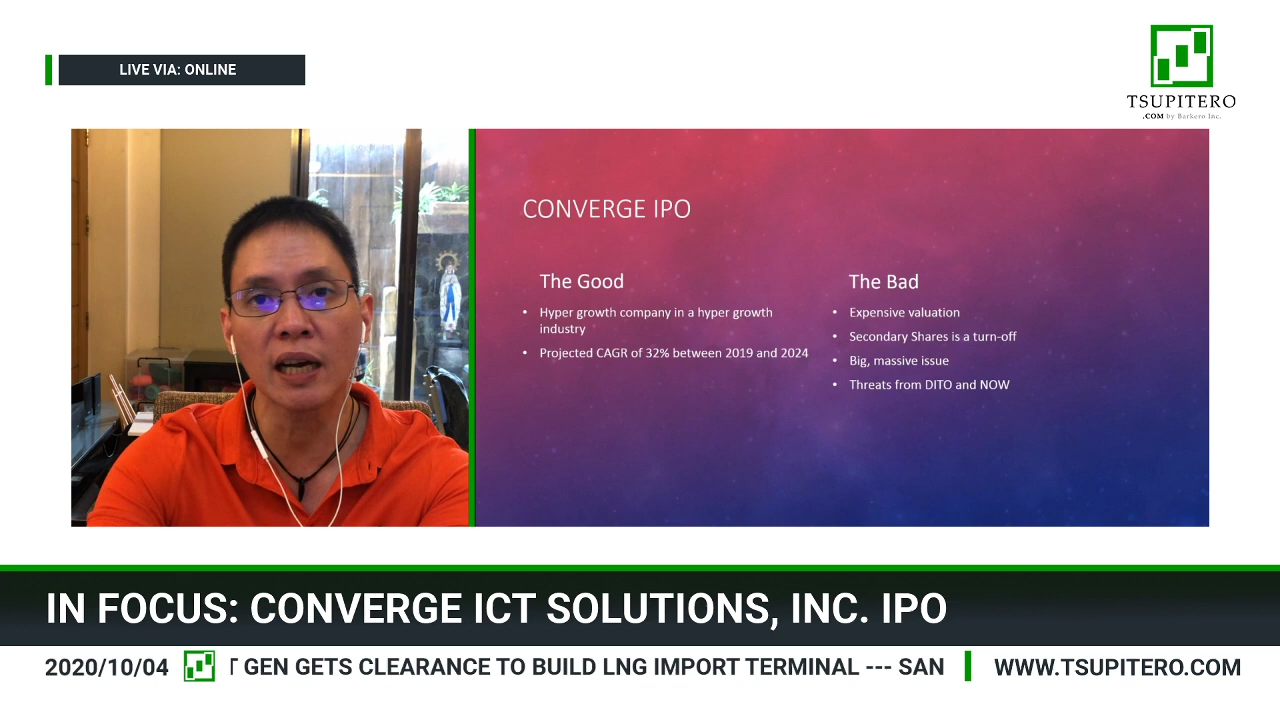 LIVE VIA: ONLINE
TSUPITERO
.COM by Barkero Inc.
CONVERGE IPO
The Good
• Hyper growth company in a hyper growth
industry
• Projected CAGR of 32% between 2019 and 2024
The Bad
• Expensive valuation
• Secondary Shares is a turn-off
• Big, massive issue
• Threats from DITO and NOW
IN FOCUS: CONVERGE ICT SOLUTIONS, INC. IPO
2020/10/04
T GEN GETS CLEARANCE TO BUILD LNG IMPORT TERMINAL --- SAN
WWW.TSUPITERO.COM